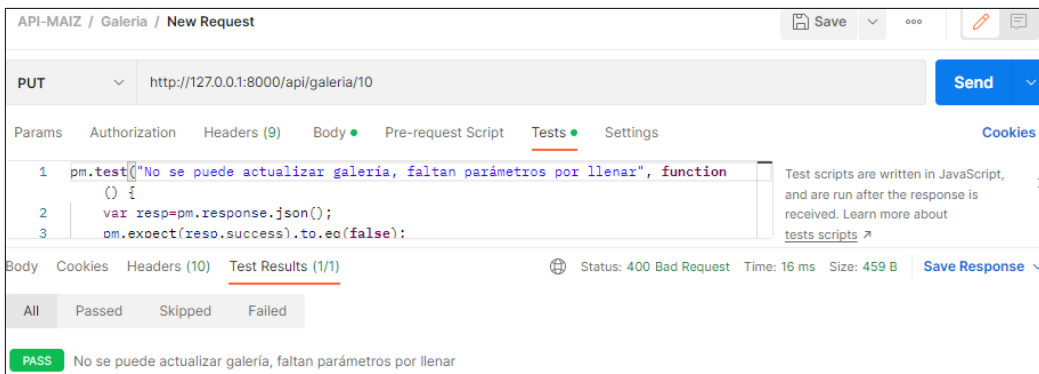 API-MAIZ / Galeria / New Request
Save
PUT
http://127.0.0.1:8000/api/galeria/10
Send
Params Authorization Headers (9) Body Pre-request Script Tests Settings Cookies
1 pm.test("No se puede actualizar galería, faltan parámetros por llenar", function
() {
2 var resp=pm.response.json();
3 pm.expect(resp.success).to.eq(false);
Test scripts are written in JavaScript,
and are run after the response is
received. Learn more about
tests scripts
Body Cookies Headers (10) Test Results (1/1) Status: 400 Bad Request Time: 16 ms Size: 459 B Save Response
All Passed Skipped Failed
PASS No se puede actualizar galería, faltan parámetros por llenar